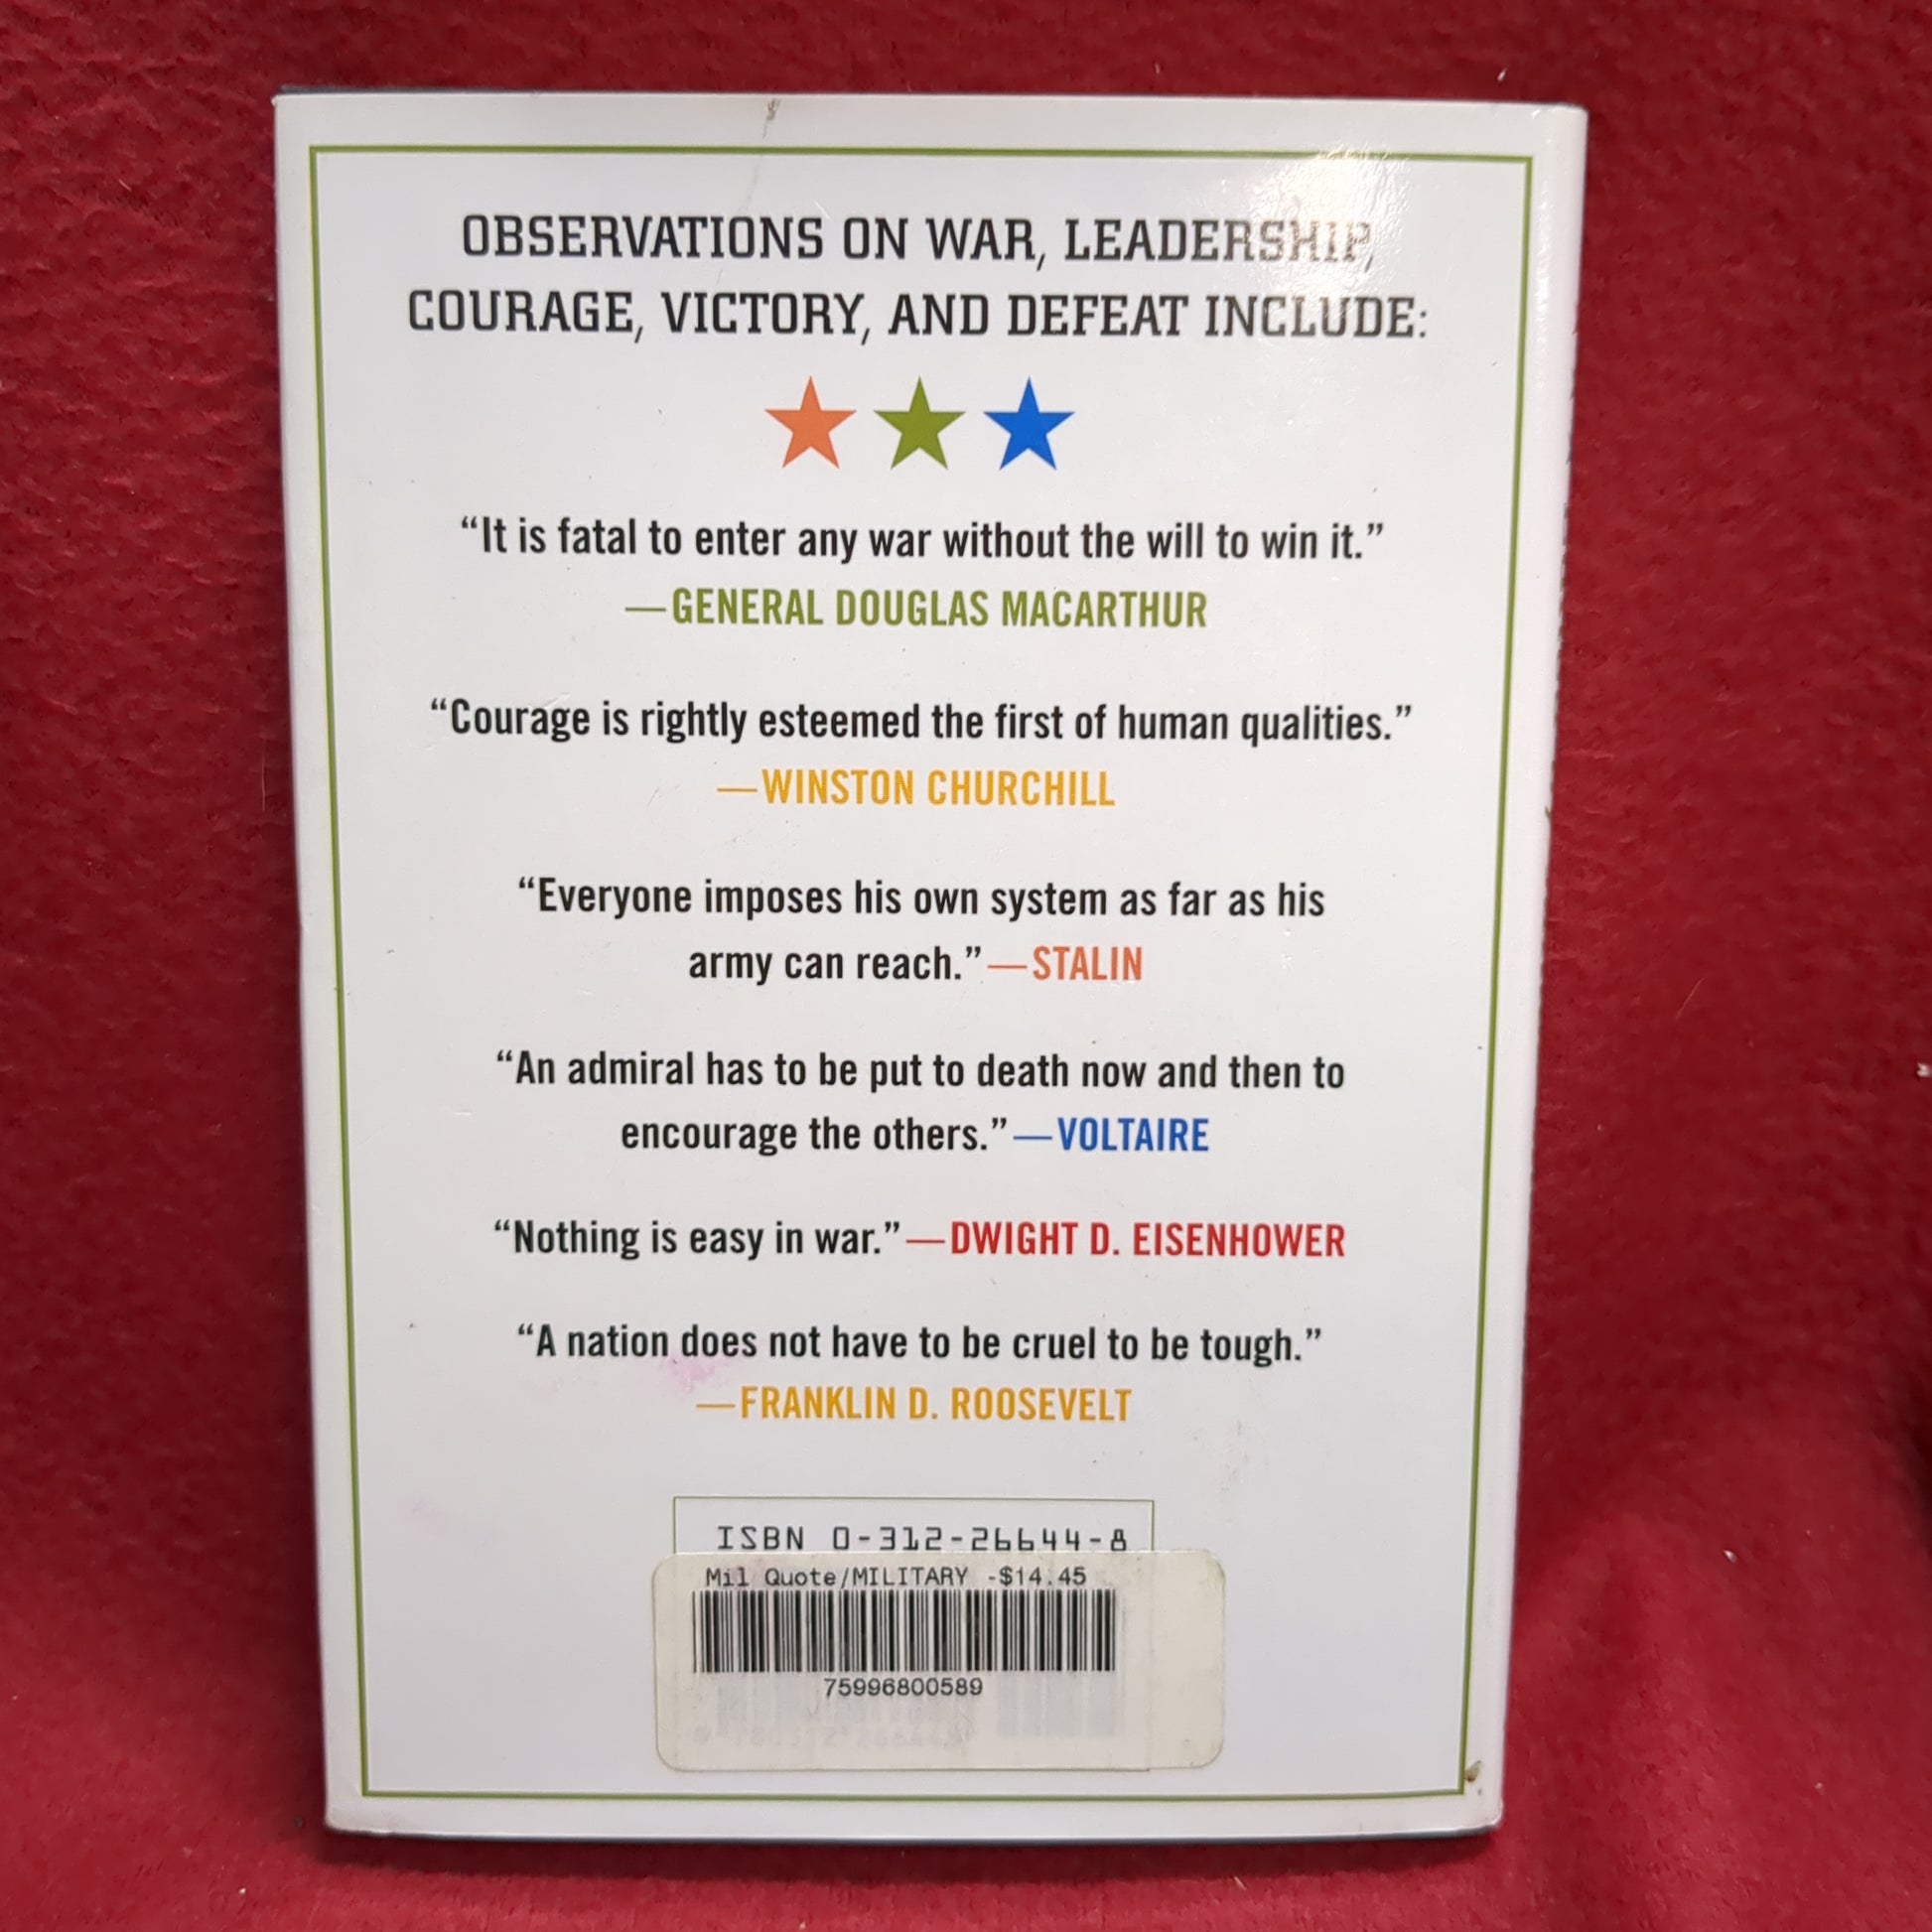 OBSERVATIONS ON WAR, LEADERSHIP,
COURAGE, VICTORY, AND DEFEAT INCLUDE:
“It is fatal to enter any war without the will to win it.”
—GENERAL DOUGLAS MACARTHUR
“Courage is rightly esteemed the first of human qualities.”
—WINSTON CHURCHILL
“Everyone imposes his own system as far as his
army can reach.”—STALIN
“An admiral has to be put to death now and then to
encourage the others.”—VOLTAIRE
“Nothing is easy in war.”—DWIGHT D. EISENHOWER
“A nation does not have to be cruel to be tough.”
—FRANKLIN D. ROOSEVELT
ISBN 0-312-26644-8
Mil Quote/MILITARY -$14.45
75996800589